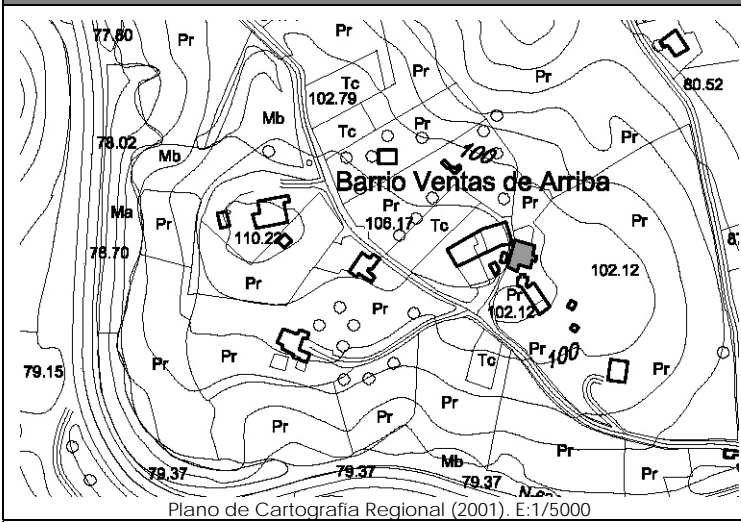 77.80
Pr
Pr
Tc
102.79
Pr
80.52
Mb
Tc
Pr
Pr
78.02
Mb
100
Barrio Ventas de Arriba
Ma
Pr
Pr
106.17
Tc
Pr
Pr
110.22
78.70
102.12
Pr
Pr
102.12
Pr
Pr
100
Tc
79.15
Pr
Pr
Pr
Pr
Pr
Pr
Pr
Mb
Pr
79.37
79.37
79.37
Pr
Plano de Cartografía Regional (2001). E:1/5000